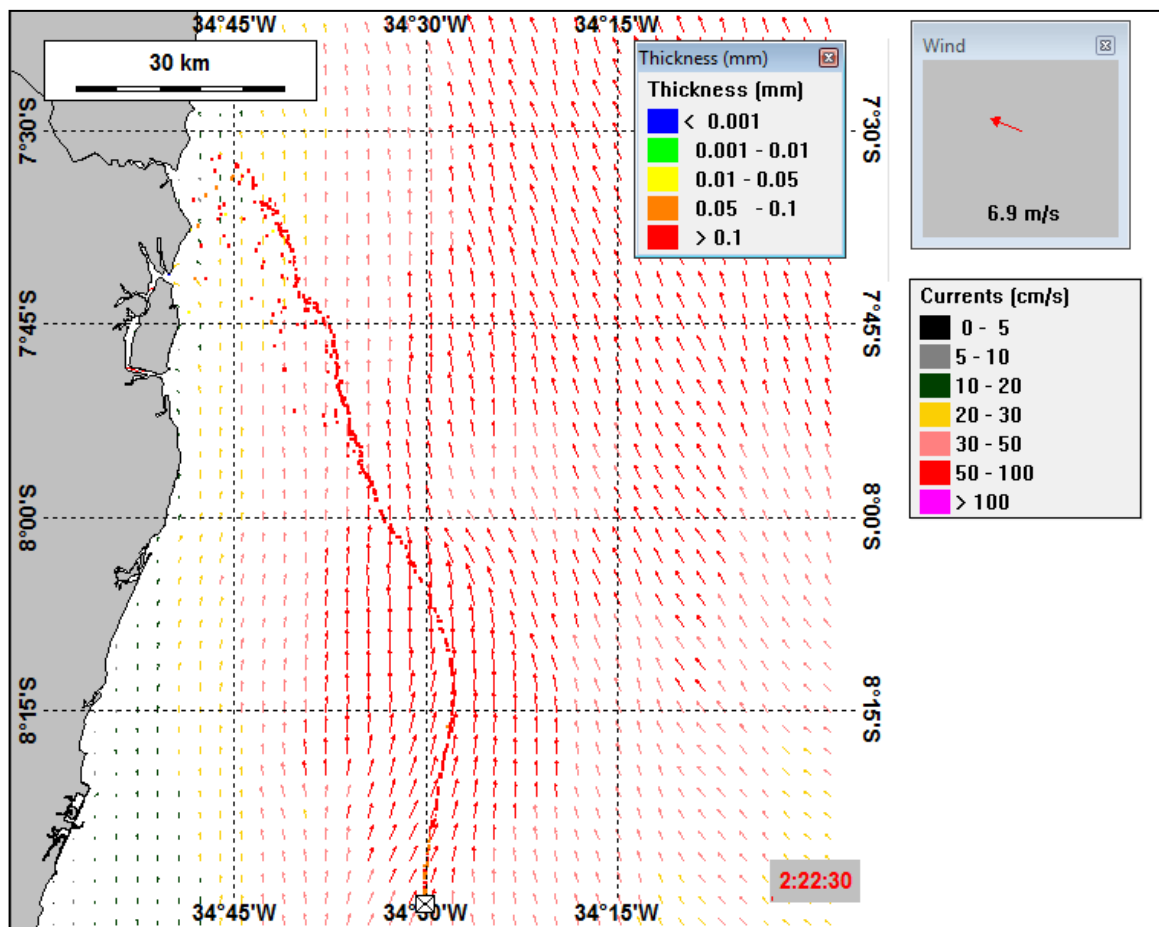 34°45'W 34°30'W 34°15'W
30 km
7°30'S
7°45'S
8°00'S
8°15'S
Thickness (mm)
Thickness (mm)
< 0.001
0.001 - 0.01
0.01 - 0.05
0.05 - 0.1
> 0.1
7°30'S
7°45'S
8°00'S
8°15'S
Wind
6.9 m/s
Currents (cm/s)
0 - 5
5 - 10
10 - 20
20 - 30
30 - 50
50 - 100
> 100
2:22:30
34°45'W 34°30'W 34°15'W